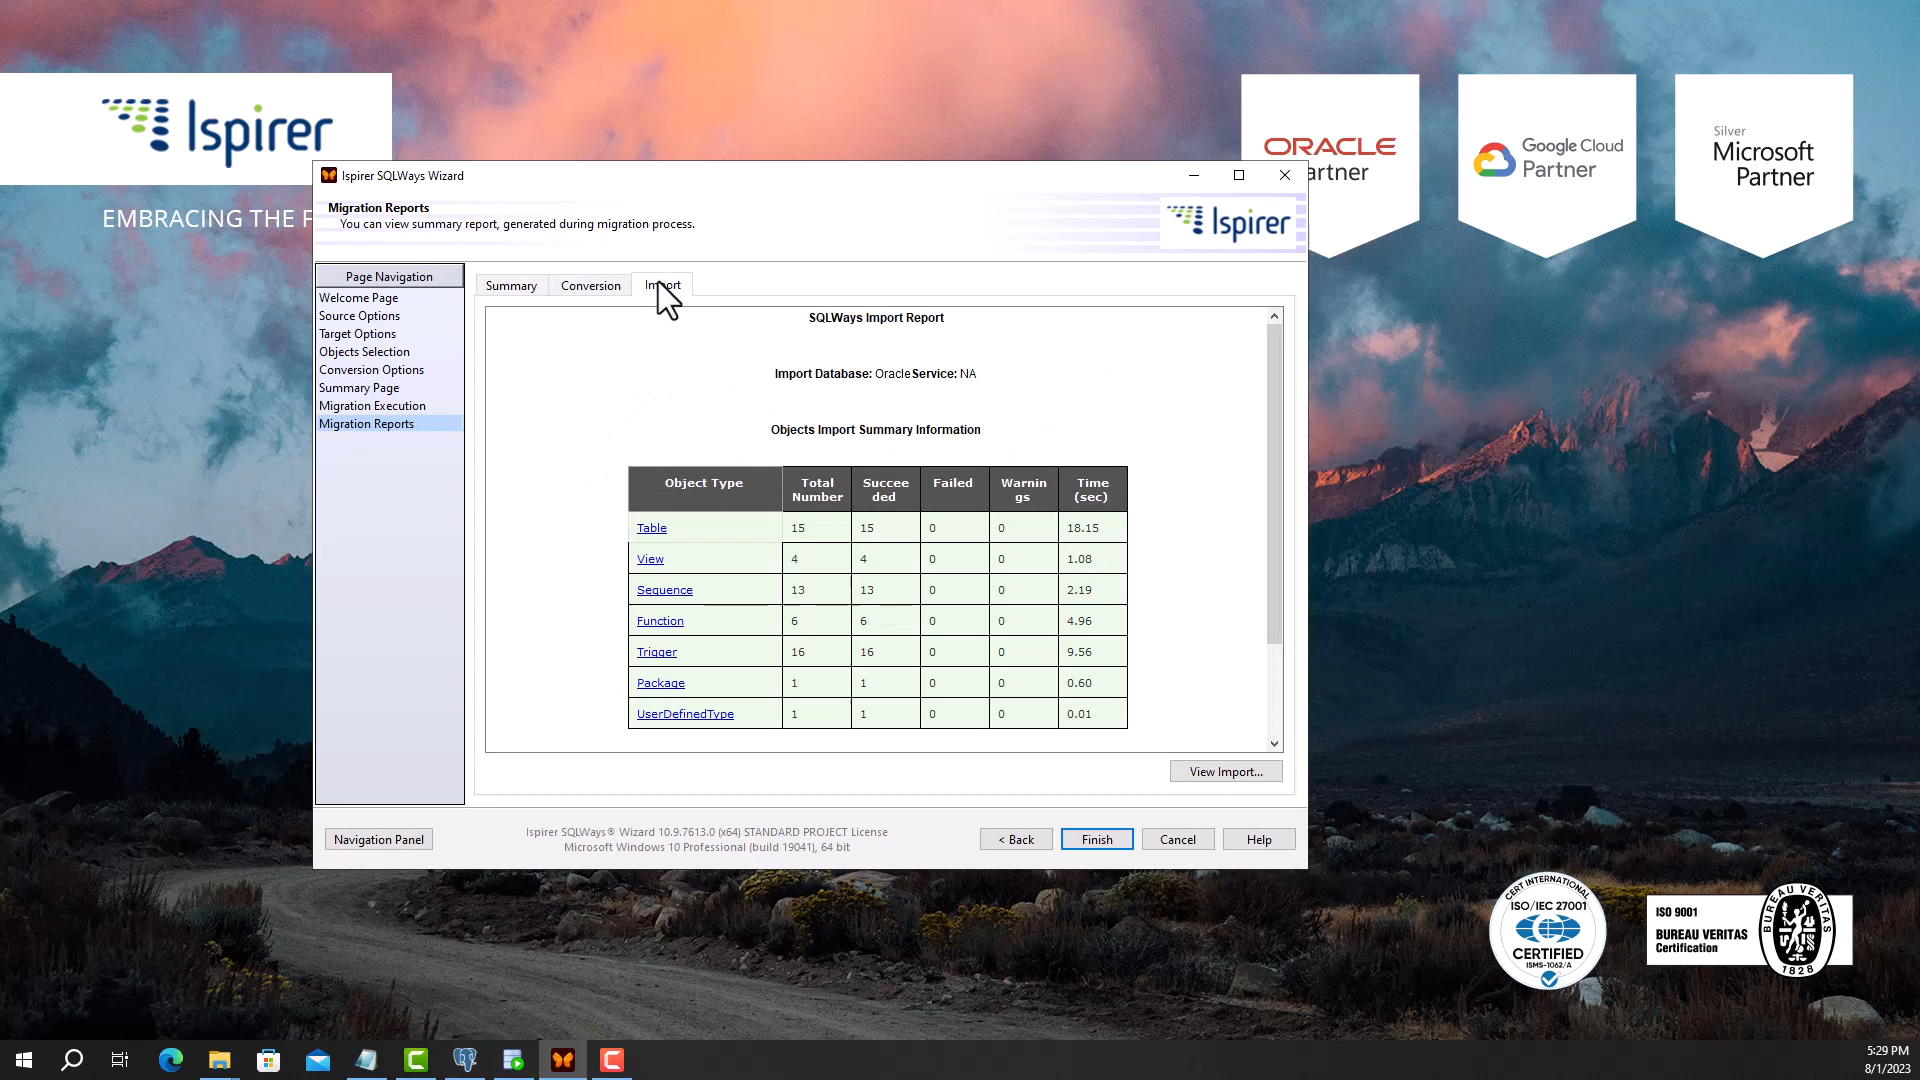 Ispirer
EMBRACING THE F
ORACLE
artner
Google Cloud
Partner
Silver
Microsoft
Partner
Ispirer SQLWays Wizard
Migration Reports
You can view summary report, generated during migration process.
Ispirer
Page Navigation
Welcome Page
Source Options
Target Options
Objects Selection
Conversion Options
Summary Page
Migration Execution
Migration Reports
Summary Conversion Import
SQLWays Import Report
Import Database: OracleService: NA
Objects Import Summary Information
Object Type Total Number Succeeded Failed Warnings Time (sec)
Table 15 15 0 0 18.15
View 4 4 0 0 1.08
Sequence 13 13 0 0 2.19
Function 6 6 0 0 4.96
Trigger 16 16 0 0 9.56
Package 1 1 0 0 0.60
UserDefinedType 1 1 0 0 0.01
View Import...
Navigation Panel
Ispirer SQLWays® Wizard 10.9.7613.0 (x64) STANDARD PROJECT License
Microsoft Windows 10 Professional (build 19041), 64 bit
< Back Finish Cancel Help
CERT INTERNATIONAL
ISO/IEC 27001
CERTIFIED
ISMS-1062/A
ISO 9001
BUREAU VERITAS
Certification
BUREAU VERITAS
1828
5:29 PM
8/1/2023